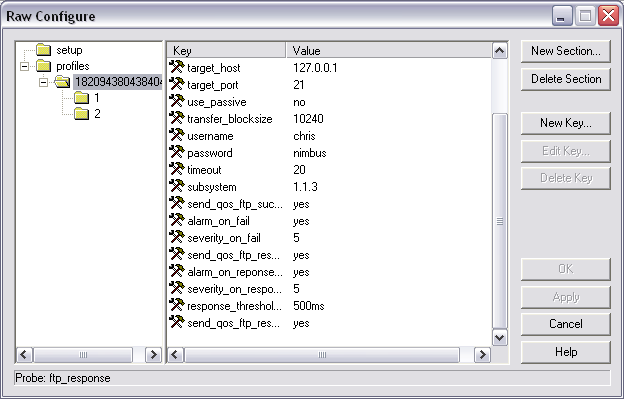 Raw Configure
setup
profiles
182094380438404
1
2
Key Value
target_host 127.0.0.1
target_port 21
use_passive no
transfer_blocksize 10240
username chris
password nimbus
timeout 20
subsystem 1.1.3
send_qos_ftp_suc... yes
alarm_on_fail yes
severity_on_fail 5
send_qos_ftp_res... yes
alarm_on_reponse... yes
severity_on_respo... 5
response_threshol... 500ms
send_qos_ftp_res... yes
New Section...
Delete Section
New Key...
Edit Key...
Delete Key
OK
Apply
Cancel
Help
Probe: ftp_response